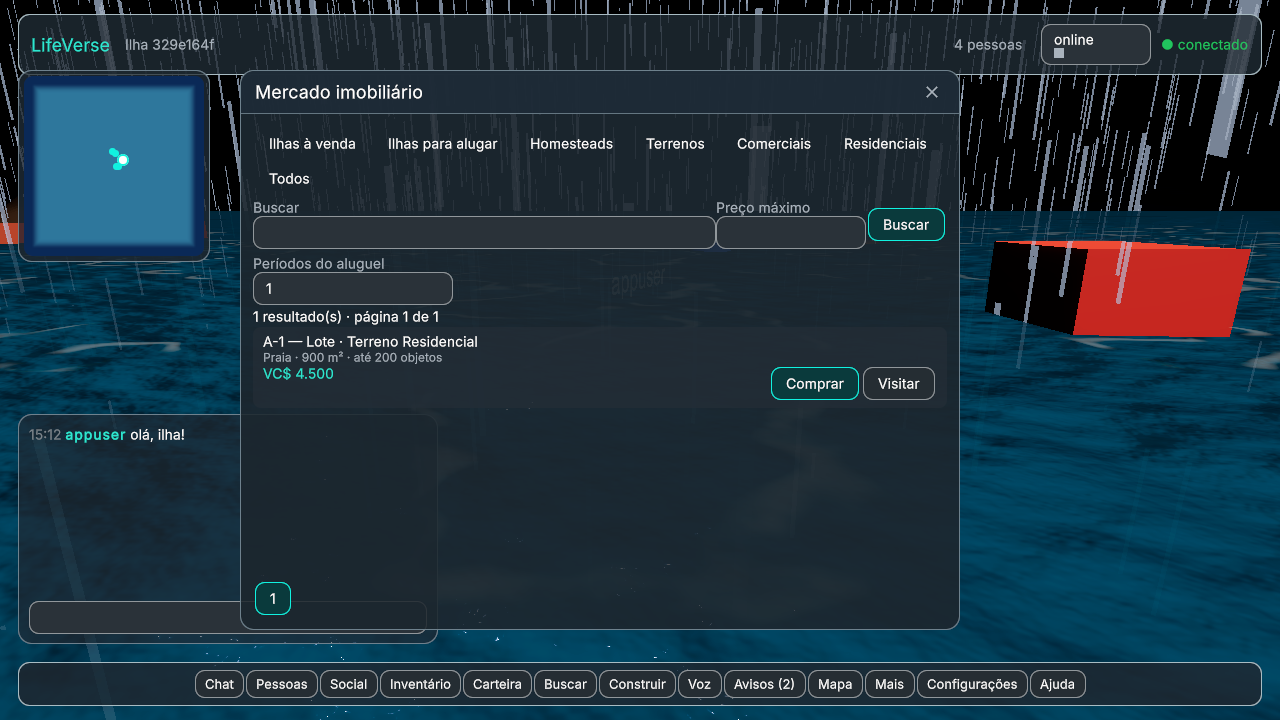 LifeVerse Ilha 329e164f 4 pessoas online conectado
Mercado imobiliário
Ilhas à venda Ilhas para alugar Homesteads Terrenos Comerciais Residenciais
Todos
Buscar Preço máximo
Buscar
Períodos do aluguel
1
1 resultado(s) · página 1 de 1
A-1 — Lote · Terreno Residencial
Praia · 900 m² · até 200 objetos
VC$ 4.500
Comprar Visitar
appuser
15:12 appuser olá, ilha!
1
Chat Pessoas Social Inventário Carteira Buscar Construir Voz Avisos (2) Mapa Mais Configurações Ajuda